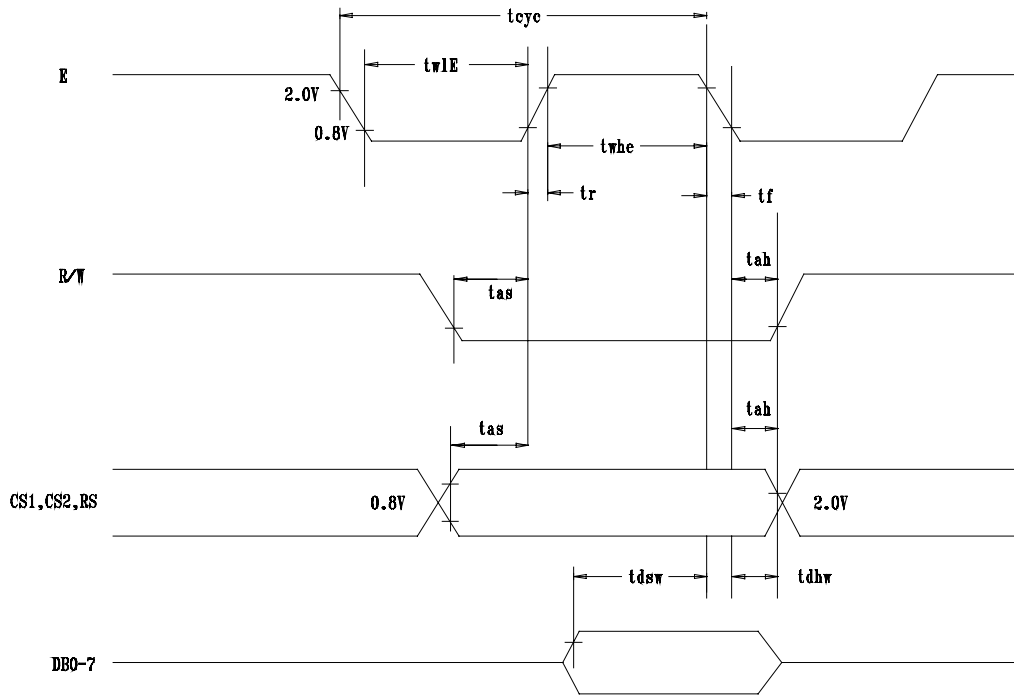 tcyc
E
twlE
2.0V
0.8V
twhe
tr
tf
R/W
tas
tah
tas
tah
CS1,CS2,RS
0.8V
2.0V
tdsw
tdhw
DB0-7